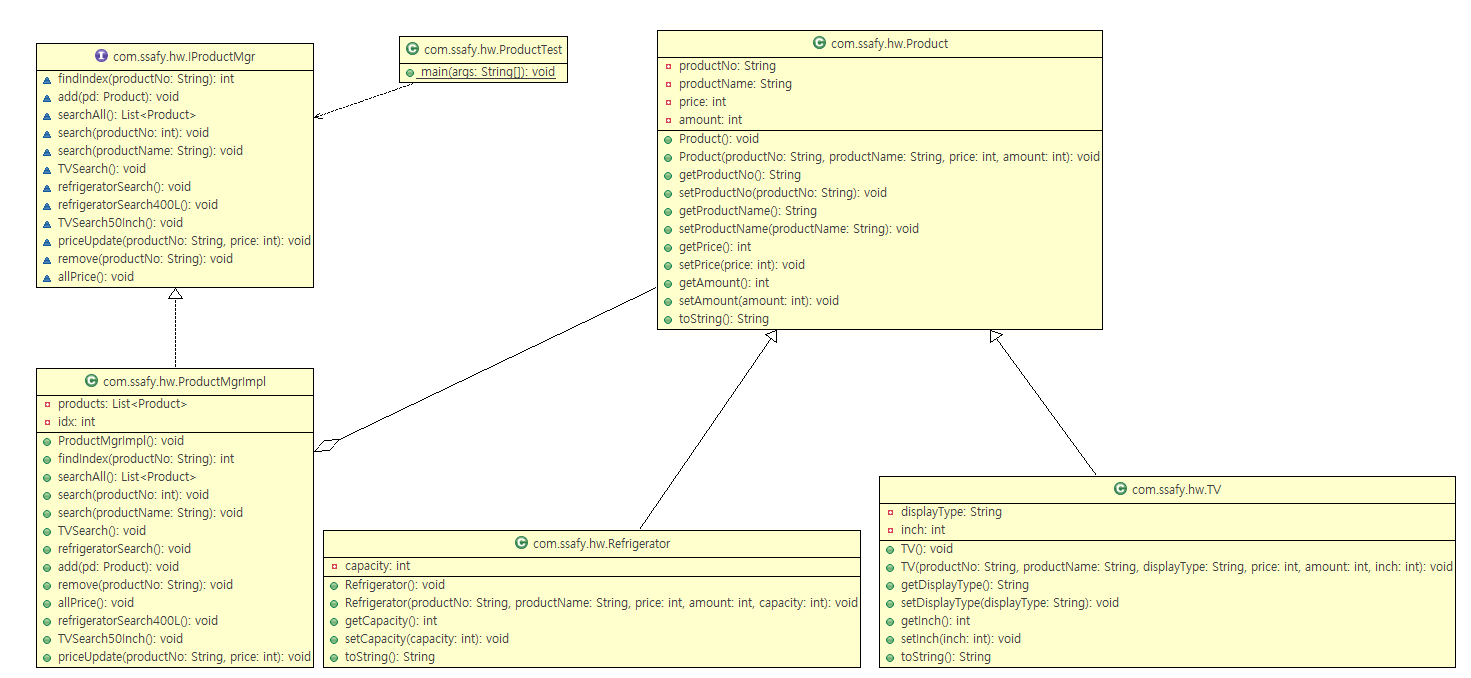 com.ssafy.hw.IProductMgr
findIndex(productNo: String): int
add(pd: Product): void
searchAll(): List<Product>
search(productNo: int): void
search(productName: String): void
TVSearch(): void
refrigeratorSearch(): void
refrigeratorSearch400L(): void
TVSearch50Inch(): void
priceUpdate(productNo: String, price: int): void
remove(productNo: String): void
allPrice(): void
com.ssafy.hw.ProductTest
main(args: String[]): void
com.ssafy.hw.Product
productNo: String
productName: String
price: int
amount: int
Product(): void
Product(productNo: String, productName: String, price: int, amount: int): void
getProductNo(): String
setProductNo(productNo: String): void
getProductName(): String
setProductName(productName: String): void
getPrice(): int
setPrice(price: int): void
getAmount(): int
setAmount(amount: int): void
toString(): String
com.ssafy.hw.ProductMgrImpl
products: List<Product>
idx: int
ProductMgrImpl(): void
findIndex(productNo: String): int
searchAll(): List<Product>
search(productNo: int): void
search(productName: String): void
TVSearch(): void
refrigeratorSearch(): void
add(pd: Product): void
remove(productNo: String): void
allPrice(): void
refrigeratorSearch400L(): void
TVSearch50Inch(): void
priceUpdate(productNo: String, price: int): void
com.ssafy.hw.Refrigerator
capacity: int
Refrigerator(): void
Refrigerator(productNo: String, productName: String, price: int, amount: int, capacity: int): void
getCapacity(): int
setCapacity(capacity: int): void
toString(): String
com.ssafy.hw.TV
displayType: String
inch: int
TV(): void
TV(productNo: String, productName: String, displayType: String, price: int, amount: int, inch: int): void
getDisplayType(): String
setDisplayType(displayType: String): void
getInch(): int
setInch(inch: int): void
toString(): String